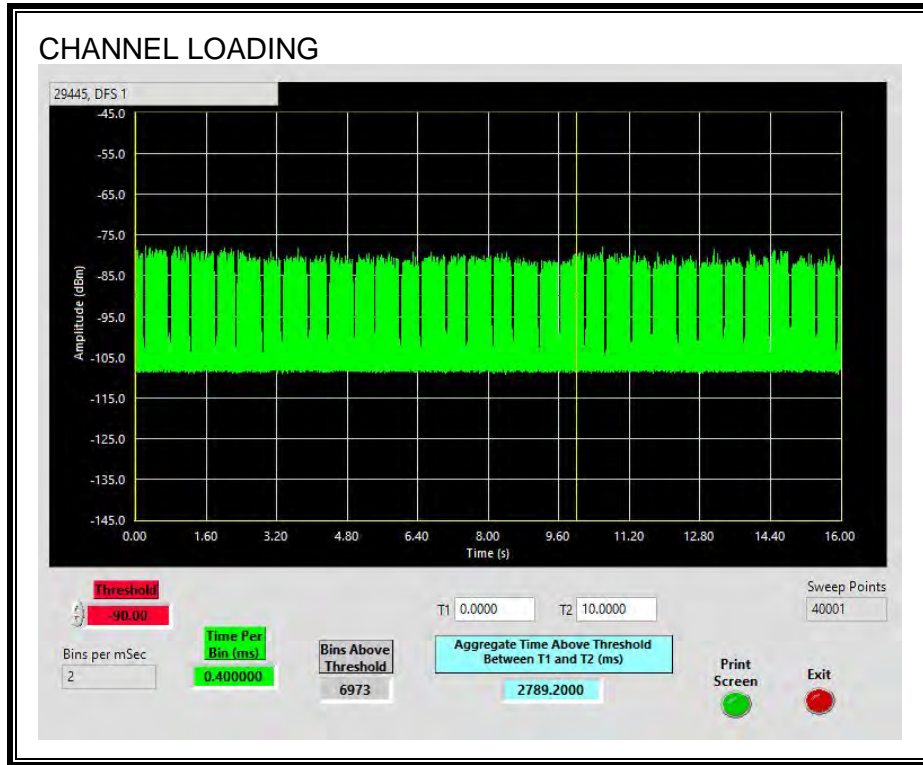 CHANNEL LOADING
29445, DFS 1
-45.0
-55.0
-65.0
-75.0
-85.0
-95.0
-105.0
-115.0
-125.0
-135.0
-145.0
Amplitude (dBm)
0.00 1.60 3.20 4.80 6.40 8.00 9.60 11.20 12.80 14.40 16.00
Time (s)
Threshold
-90.00
Bins per mSec
2
Time Per
Bin (ms)
0.400000
Bins Above
Threshold
6973
T1 0.0000 T2 10.0000
Aggregate Time Above Threshold
Between T1 and T2 (ms)
2789.2000
Sweep Points
40001
Print
Screen
Exit